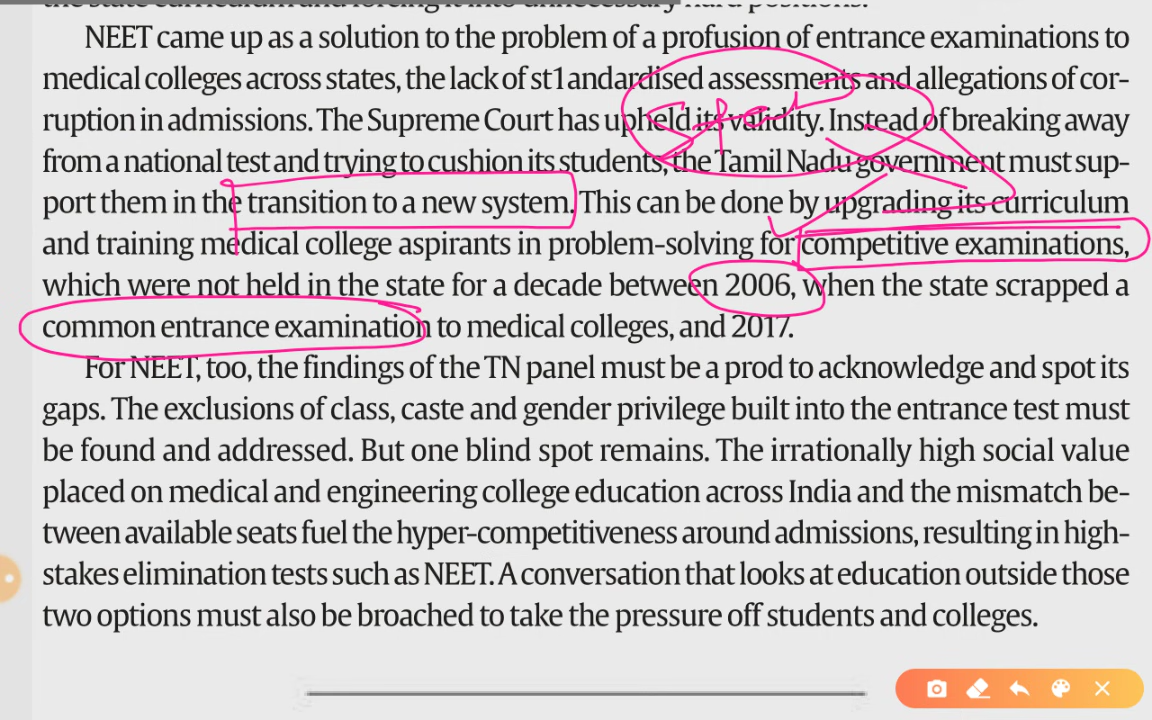 NEET came up as a solution to the problem of a profusion of entrance examinations to
medical colleges across states, the lack of st1andardised assessments and allegations of cor-
ruption in admissions. The Supreme Court has upheld its validity. Instead of breaking away
from a national test and trying to cushion its students, the Tamil Nadu government must sup-
port them in the transition to a new system. This can be done by upgrading its curriculum
and training medical college aspirants in problem-solving for competitive examinations,
which were not held in the state for a decade between 2006, when the state scrapped a
common entrance examination to medical colleges, and 2017.
For NEET, too, the findings of the TN panel must be a prod to acknowledge and spot its
gaps. The exclusions of class, caste and gender privilege built into the entrance test must
be found and addressed. But one blind spot remains. The irrationally high social value
placed on medical and engineering college education across India and the mismatch be-
tween available seats fuel the hyper-competitiveness around admissions, resulting in high-
stakes elimination tests such as NEET. A conversation that looks at education outside those
two options must also be broached to take the pressure off students and colleges.